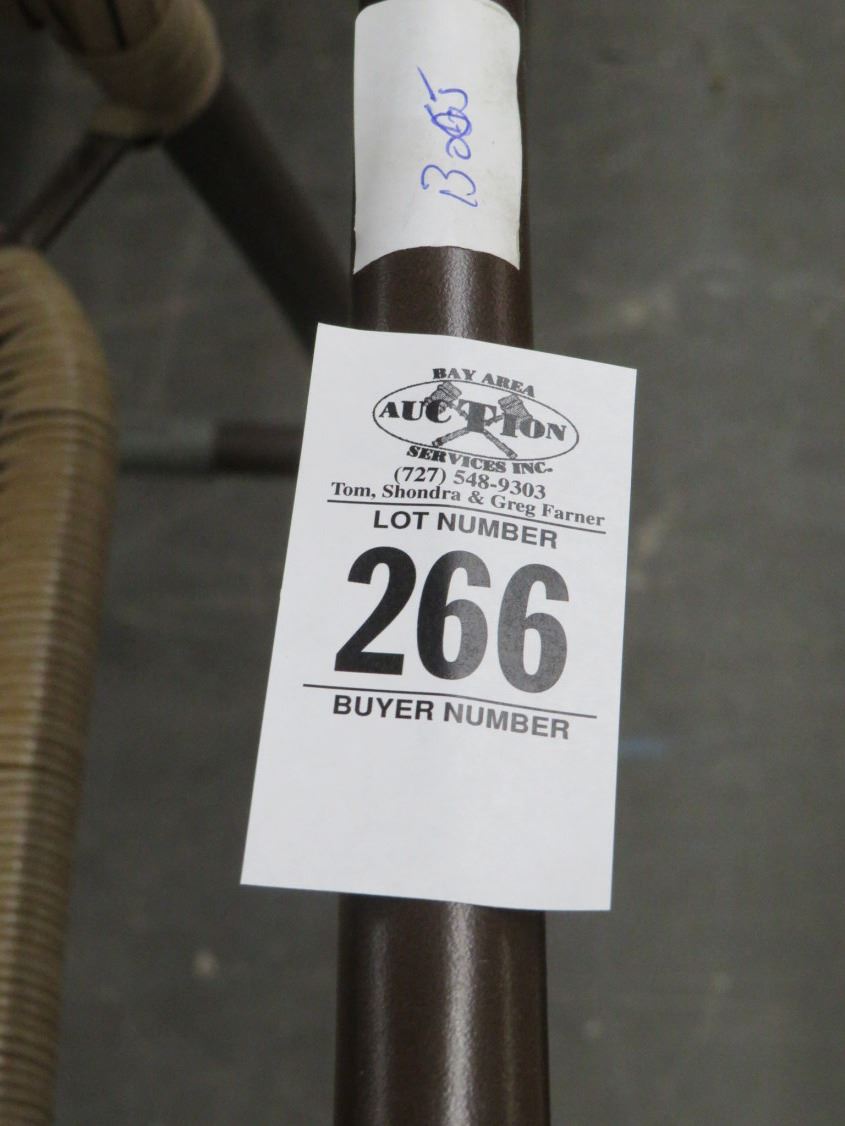 BAY AREA
AUCTION
SERVICES INC.
(727) 548-9303
Tom, Shondra & Greg Farner
LOT NUMBER
266
BUYER NUMBER